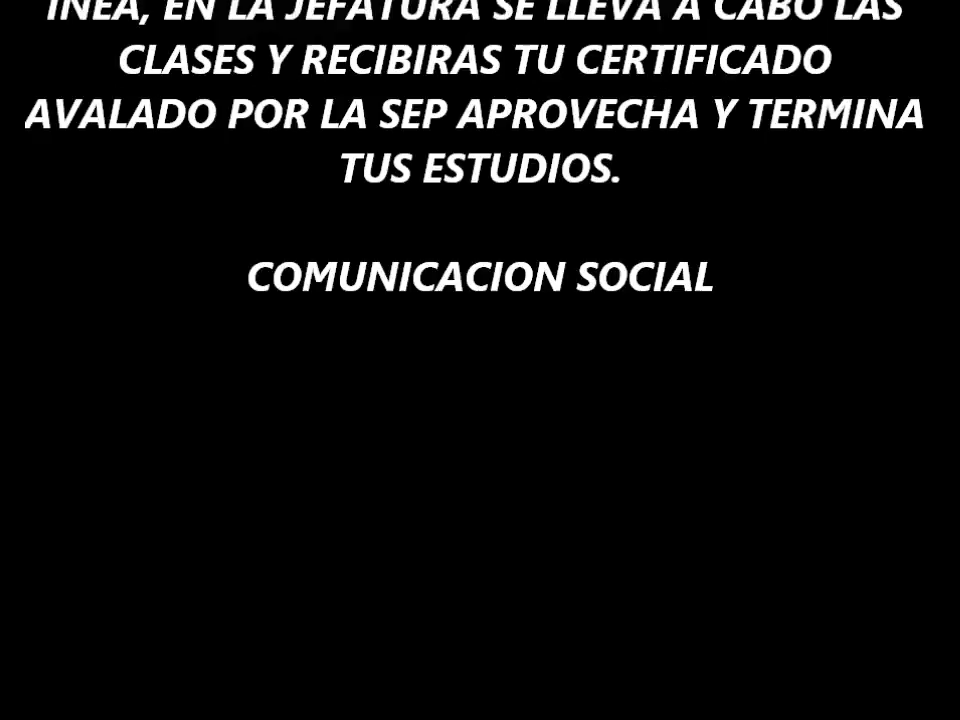 INEA, EN LA JEFATURA SE LLEVA A CABO LAS
CLASES Y RECIBIRAS TU CERTIFICADO
AVALADO POR LA SEP APROVECHA Y TERMINA
TUS ESTUDIOS.
COMUNICACION SOCIAL